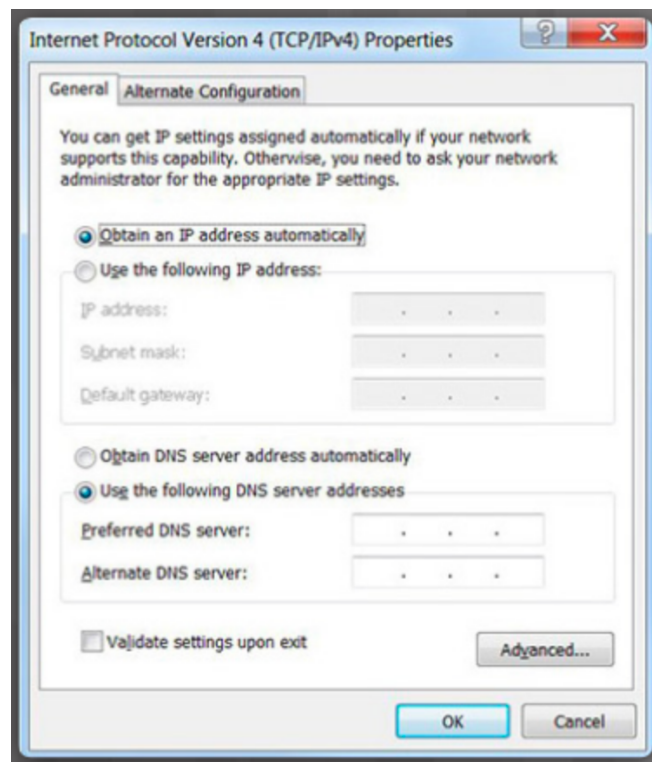 Internet Protocol Version 4 (TCP/IPv4) Properties
General
Alternate Configuration
You can get IP settings assigned automatically if your network
supports this capability. Otherwise, you need to ask your network
administrator for the appropriate IP settings.
Obtain an IP address automatically
Use the following IP address:
IP address:
Subnet mask:
Default gateway:
Obtain DNS server address automatically
Use the following DNS server addresses
Preferred DNS server:
Alternate DNS server:
Validate settings upon exit
Advanced...
OK
Cancel